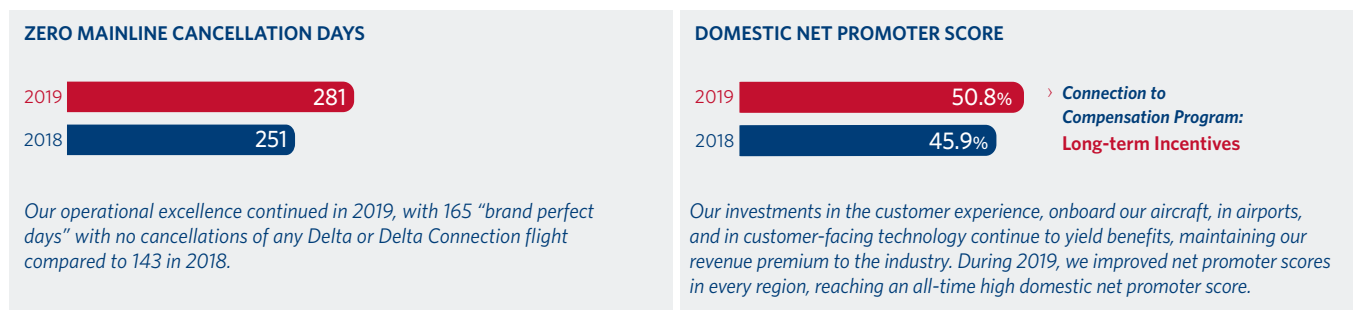 ZERO MAINLINE CANCELLATION DAYS
2019 281
2018 251
Our operational excellence continued in 2019, with 165 “brand perfect
days” with no cancellations of any Delta or Delta Connection flight
compared to 143 in 2018.
DOMESTIC NET PROMOTER SCORE
2019 50.8%
2018 45.9%
› Connection to
Compensation Program:
Long-term Incentives
Our investments in the customer experience, onboard our aircraft, in airports,
and in customer-facing technology continue to yield benefits, maintaining our
revenue premium to the industry. During 2019, we improved net promoter scores
in every region, reaching an all-time high domestic net promoter score.